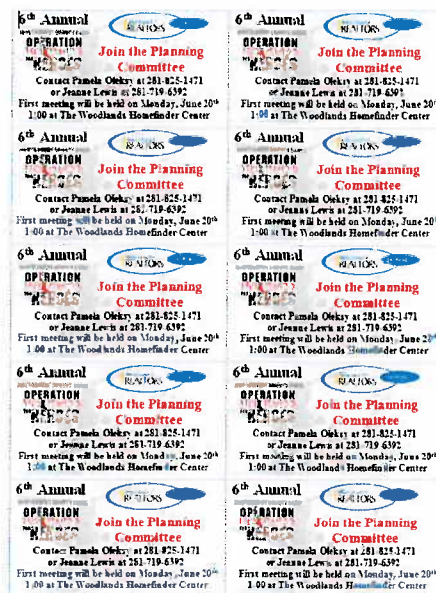 6th Annual
REALTORS
OPERATION
Join the Planning
Committee
Contact Pamela Oleksy at 281-825-1471
or Jeanne Lewis at 281-719-6392
First meeting will be held on Monday, June 20th
1:00 at The Woodlands Homefinder Center
6th Annual
REALTORS
OPERATION
Join the Planning
Committee
Contact Pamela Oleksy at 281-825-1471
or Jeanne Lewis at 281-719-6392
First meeting will be held on Monday, June 20
1:00 at The Woodlands Homefinder Center
6th Annual
REALTORS
OPERATION
Join the Planning
Committee
Contact Pamela Oleksy at 281-825-1471
or Jeanne Lewis at 281-719-6392
First meeting will be held on Monday, June 20th
1:00 at The Woodlands Homefinder Center
6th Annual
REALTORS
OPERATION
Join the Planning
Committee
Contact Pamela Oleksy at 281-825-1471
or Jeanne Lewis at 281-719-6392
First meeting will be held on Monday, June 20
1:00 at The Woodlands Homefinder Center
6th Annual
REALTORS
OPERATION
Join the Planning
Committee
Contact Pamela Oleksy at 281-825-1471
or Jeanne Lewis at 281-719-6392
First meeting will be held on Monday, June 20th
1:00 at The Woodlands Homefinder Center
6th Annual
REALTORS
OPERATION
Join the Planning
Committee
Contact Pamela Oleksy at 281-825-1471
or Jeanne Lewis at 281-719-6392
First meeting will be held on Monday, June 20
1:00 at The Woodlands Homefinder Center
6th Annual
REALTORS
OPERATION
Join the Planning
Committee
Contact Pamela Oleksy at 281-825-1471
or Jeanne Lewis at 281-719-6392
First meeting will be held on Monday, June 20th
1:00 at The Woodlands Homefinder Center
6th Annual
REALTORS
OPERATION
Join the Planning
Committee
Contact Pamela Oleksy at 281-825-1471
or Jeanne Lewis at 281-719-6392
First meeting will be held on Monday, June 20
1:00 at The Woodlands Homefinder Center
6th Annual
REALTORS
OPERATION
Join the Planning
Committee
Contact Pamela Oleksy at 281-825-1471
or Jeanne Lewis at 281-719-6392
First meeting will be held on Monday, June 20th
1:00 at The Woodlands Homefinder Center
6th Annual
REALTORS
OPERATION
Join the Planning
Committee
Contact Pamela Oleksy at 281-825-1471
or Jeanne Lewis at 281-719-6392
First meeting will be held on Monday, June 20
1:00 at The Woodlands Homefinder Center